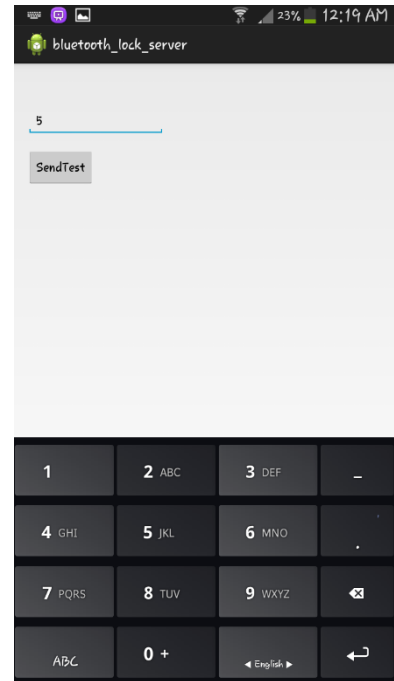 23% 12:19 AM
bluetooth_lock_server
5
SendTest
1 2 ABC 3 DEF _
4 GHI 5 JKL 6 MNO .
7 PQRS 8 TUV 9 WXYZ
ABC 0 + ◀ English ▶